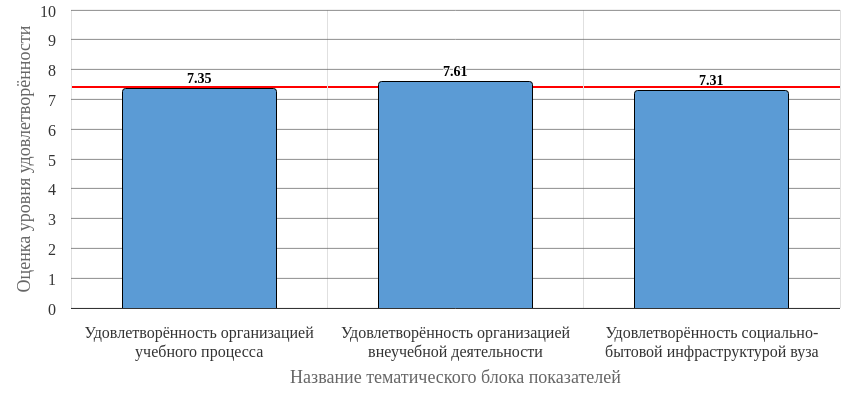 10
9
8
7
6
5
4
3
2
1
0
Оценка уровня удовлетворённости
7.35
7.61
7.31
Удовлетворённость организацией
учебного процесса
Удовлетворённость организацией
внеучебной деятельности
Удовлетворённость социально-
бытовой инфраструктурой вуза
Название тематического блока показателей